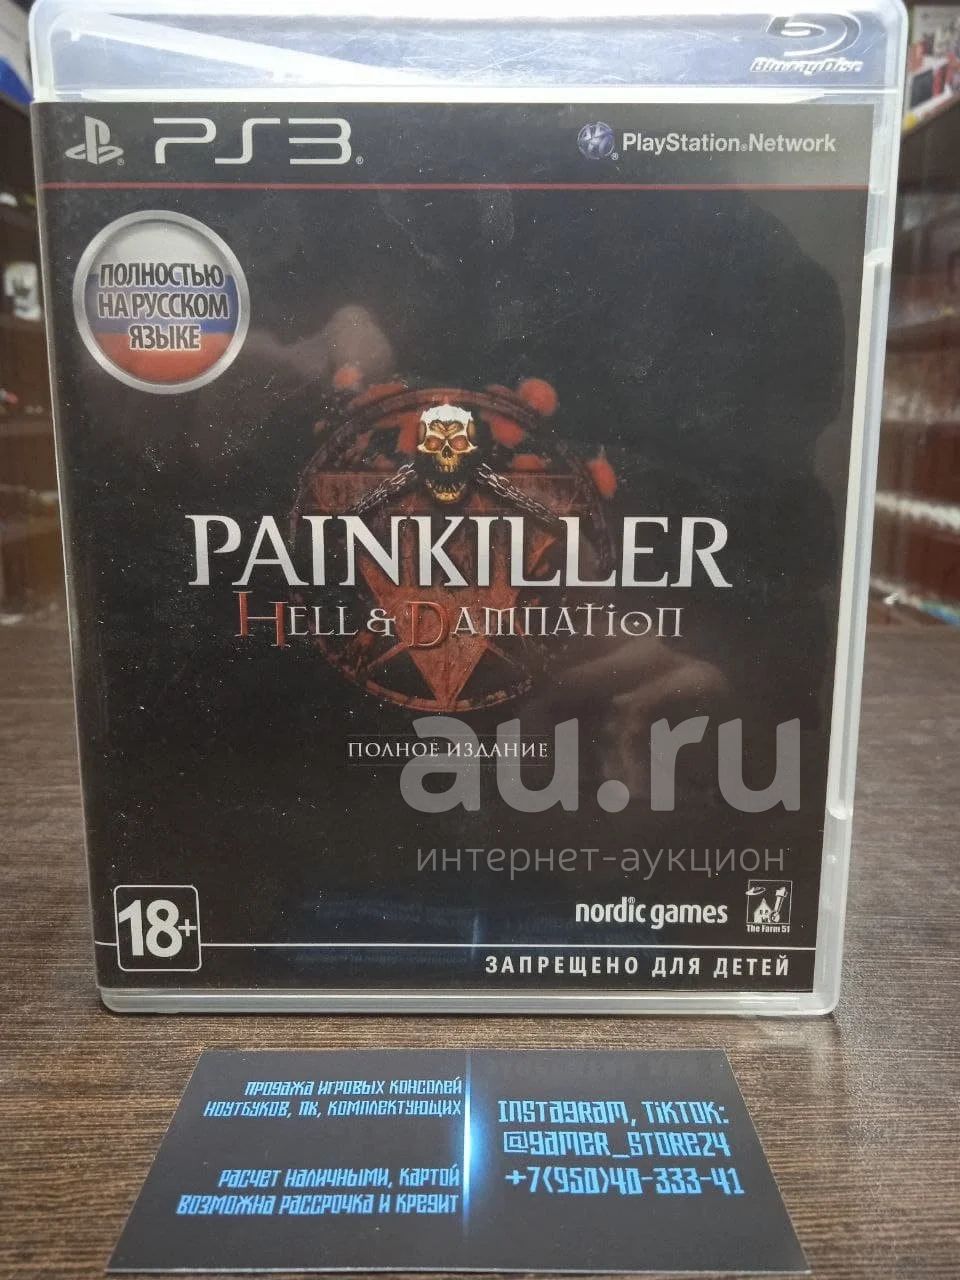 Blu-ray Disc
PS3
PlayStation Network
ПОЛНОСТЬЮ
НА РУССКОМ
ЯЗЫКЕ
PAINKILLER
HELL & DAMNATION
ПОЛНОЕ ИЗДАНИЕ
au.ru
интернет-аукцион
nordic games
The Farm 51
18+
ЗАПРЕЩЕНО ДЛЯ ДЕТЕЙ
ПРОДАЖА ИГРОВЫХ КОНСОЛЕЙ
НОУТБУКОВ, ПК, КОМПЛЕКТУЮЩИХ
РАСЧЕТ НАЛИЧНЫМИ, КАРТОЙ
ВОЗМОЖНА РАССРОЧКА И КРЕДИТ
INSTAGRAM, TIKTOK:
@GAMER_STORE24
+7(950)40-333-41